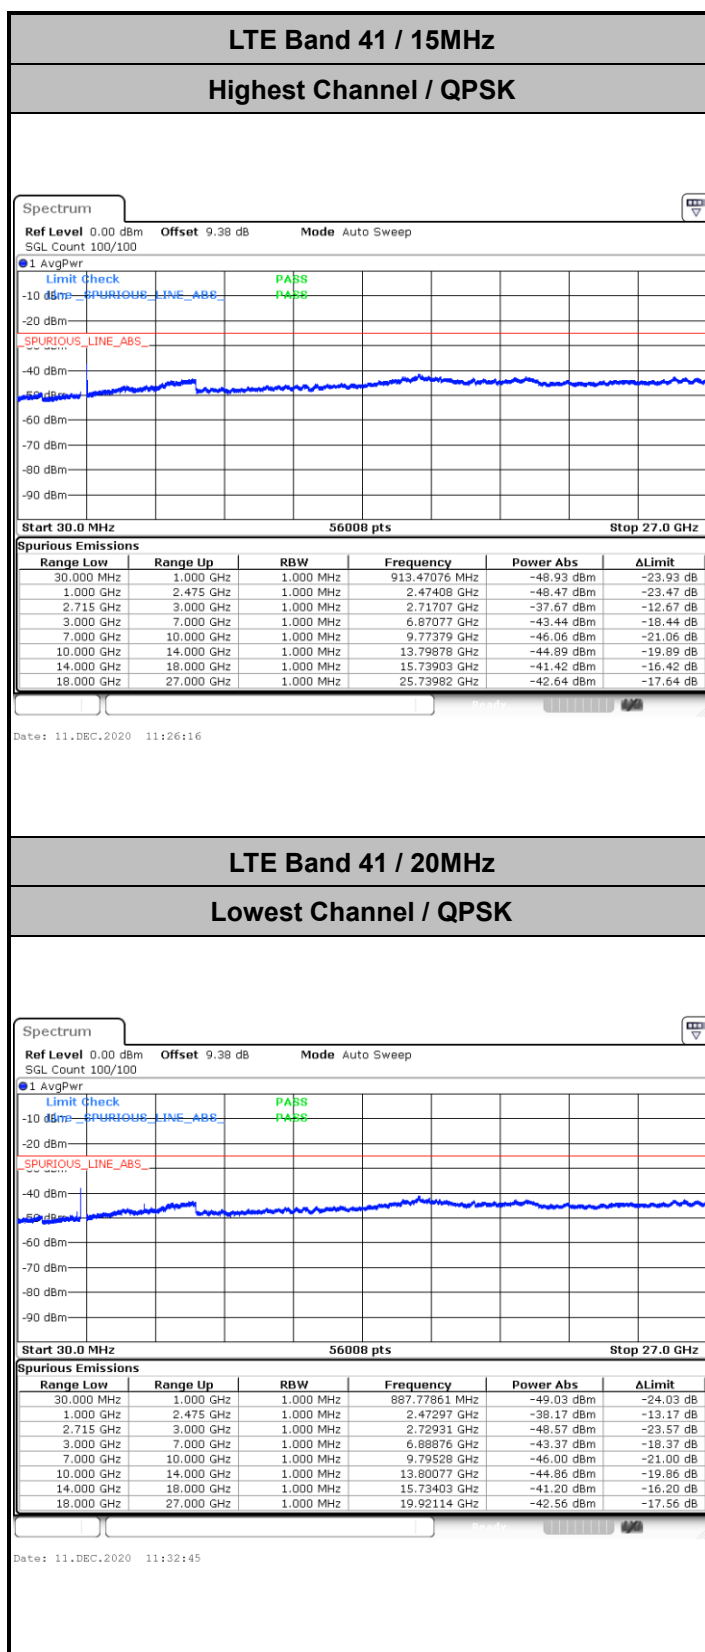 LTE Band 41 / 15MHz
Highest Channel / QPSK
Spectrum
Ref Level 0.00 dBm Offset 9.38 dB Mode Auto Sweep
SGL Count 100/100
1 AvgPwr
Limit Check PASS
Line _SPURIOUS_LINE_ABS_ PASS
-10 dBm
-20 dBm
_SPURIOUS_LINE_ABS_
-40 dBm
-50 dBm
-60 dBm
-70 dBm
-80 dBm
-90 dBm
Start 30.0 MHz 56008 pts Stop 27.0 GHz
Spurious Emissions
Range Low Range Up RBW Frequency Power Abs ΔLimit
30.000 MHz 1.000 GHz 1.000 MHz 913.47076 MHz -48.93 dBm -23.93 dB
1.000 GHz 2.475 GHz 1.000 MHz 2.47408 GHz -48.47 dBm -23.47 dB
2.715 GHz 3.000 GHz 1.000 MHz 2.71707 GHz -37.67 dBm -12.67 dB
3.000 GHz 7.000 GHz 1.000 MHz 6.87077 GHz -43.44 dBm -18.44 dB
7.000 GHz 10.000 GHz 1.000 MHz 9.77379 GHz -46.06 dBm -21.06 dB
10.000 GHz 14.000 GHz 1.000 MHz 13.79878 GHz -44.89 dBm -19.89 dB
14.000 GHz 18.000 GHz 1.000 MHz 15.73903 GHz -41.42 dBm -16.42 dB
18.000 GHz 27.000 GHz 1.000 MHz 25.73982 GHz -42.64 dBm -17.64 dB
Ready
Date: 11.DEC.2020 11:26:16
LTE Band 41 / 20MHz
Lowest Channel / QPSK
Spectrum
Ref Level 0.00 dBm Offset 9.38 dB Mode Auto Sweep
SGL Count 100/100
1 AvgPwr
Limit Check PASS
Line _SPURIOUS_LINE_ABS_ PASS
-10 dBm
-20 dBm
_SPURIOUS_LINE_ABS_
-40 dBm
-50 dBm
-60 dBm
-70 dBm
-80 dBm
-90 dBm
Start 30.0 MHz 56008 pts Stop 27.0 GHz
Spurious Emissions
Range Low Range Up RBW Frequency Power Abs ΔLimit
30.000 MHz 1.000 GHz 1.000 MHz 887.77861 MHz -49.03 dBm -24.03 dB
1.000 GHz 2.475 GHz 1.000 MHz 2.47297 GHz -38.17 dBm -13.17 dB
2.715 GHz 3.000 GHz 1.000 MHz 2.72931 GHz -48.57 dBm -23.57 dB
3.000 GHz 7.000 GHz 1.000 MHz 6.88876 GHz -43.37 dBm -18.37 dB
7.000 GHz 10.000 GHz 1.000 MHz 9.79528 GHz -46.00 dBm -21.00 dB
10.000 GHz 14.000 GHz 1.000 MHz 13.80077 GHz -44.86 dBm -19.86 dB
14.000 GHz 18.000 GHz 1.000 MHz 15.73403 GHz -41.20 dBm -16.20 dB
18.000 GHz 27.000 GHz 1.000 MHz 19.92114 GHz -42.56 dBm -17.56 dB
Ready
Date: 11.DEC.2020 11:32:45